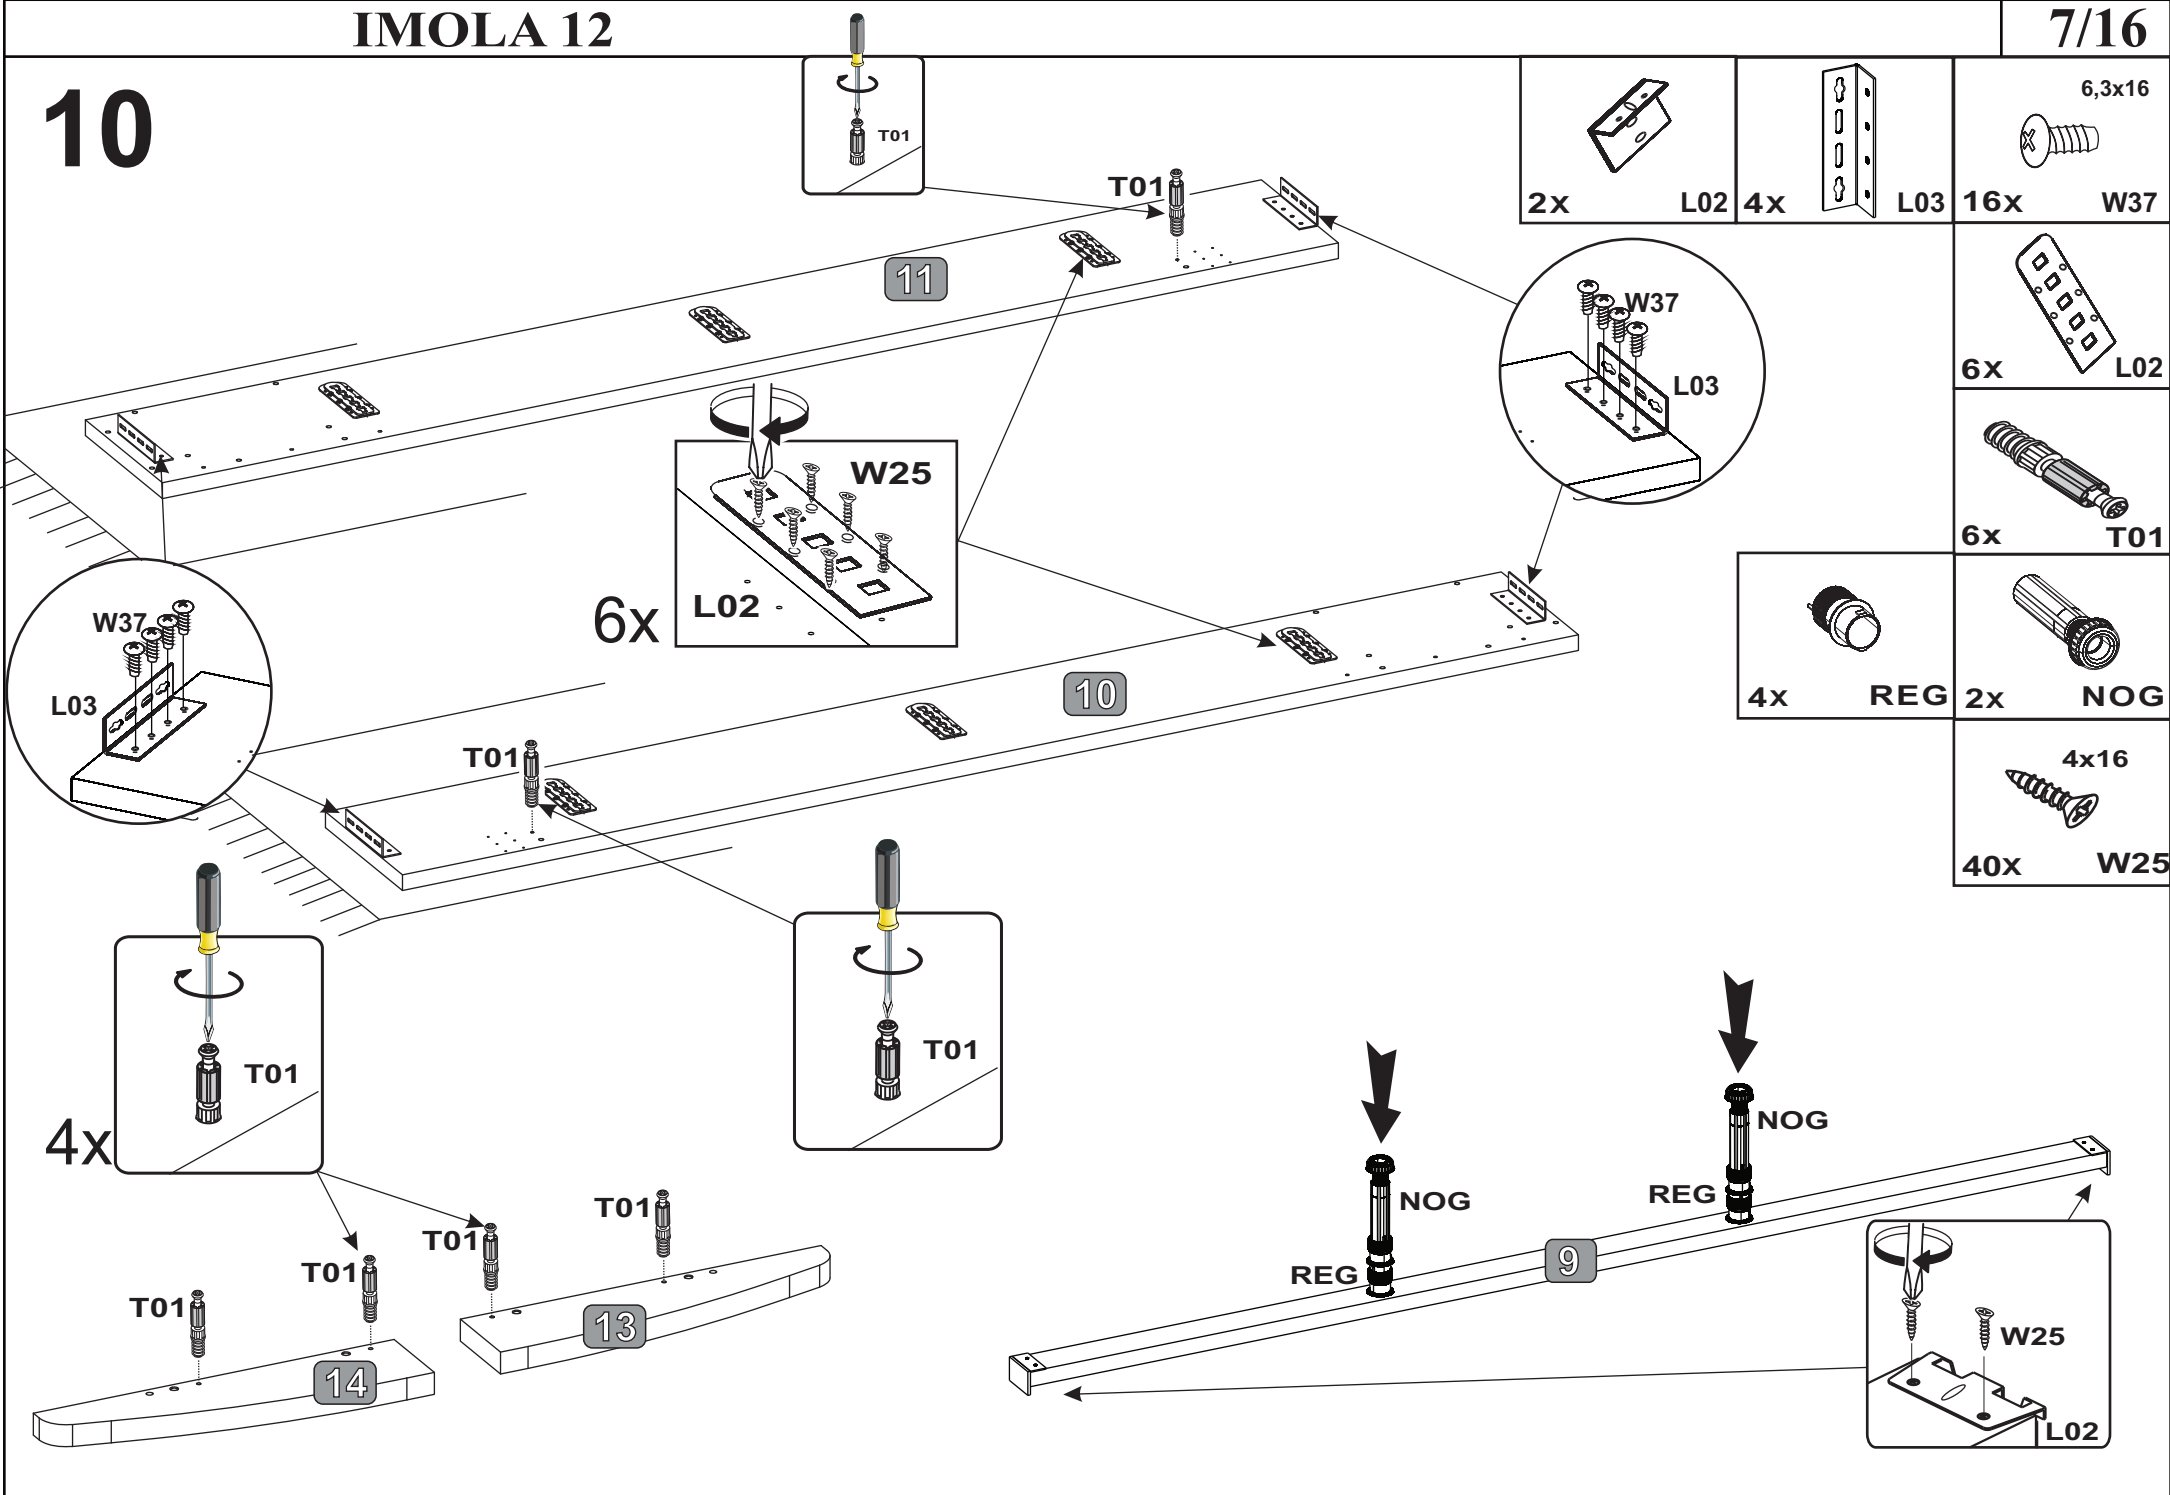 IMOLA 12
7/16
10
T01
T01
2x L02
4x L03
6,3x16
16x W37
11
W37
L03
6x L02
W25
L02
6x
6x T01
W37
L03
4x REG
2x NOG
10
T01
4x16
40x W25
T01
T01
4x
NOG
REG
NOG
REG
T01
T01
T01
T01
14
13
9
W25
L02